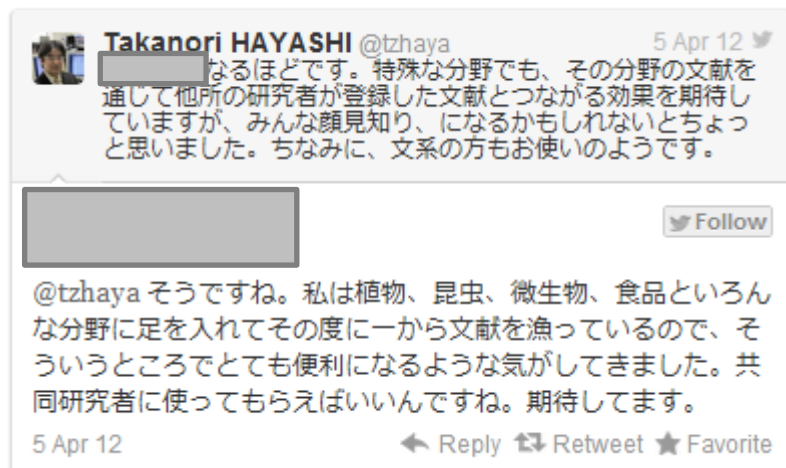 Takanori HAYASHI @tzhaya 5 Apr 12
なるほどです。特殊な分野でも、その分野の文献を
通じて他所の研究者が登録した文献とつながる効果を期待し
ていますが、みんな顔見知り、になるかもしれないとちょっ
と思いました。ちなみに、文系の方もお使いのようです。
Follow
@tzhaya そうですね。私は植物、昆虫、微生物、食品といろん
な分野に足を入れてその度に一から文献を漁っているので、そ
ういうところでとても便利になるような気がしてきました。共
同研究者に使ってもらえばいいんですね。期待してます。
5 Apr 12 Reply Retweet Favorite